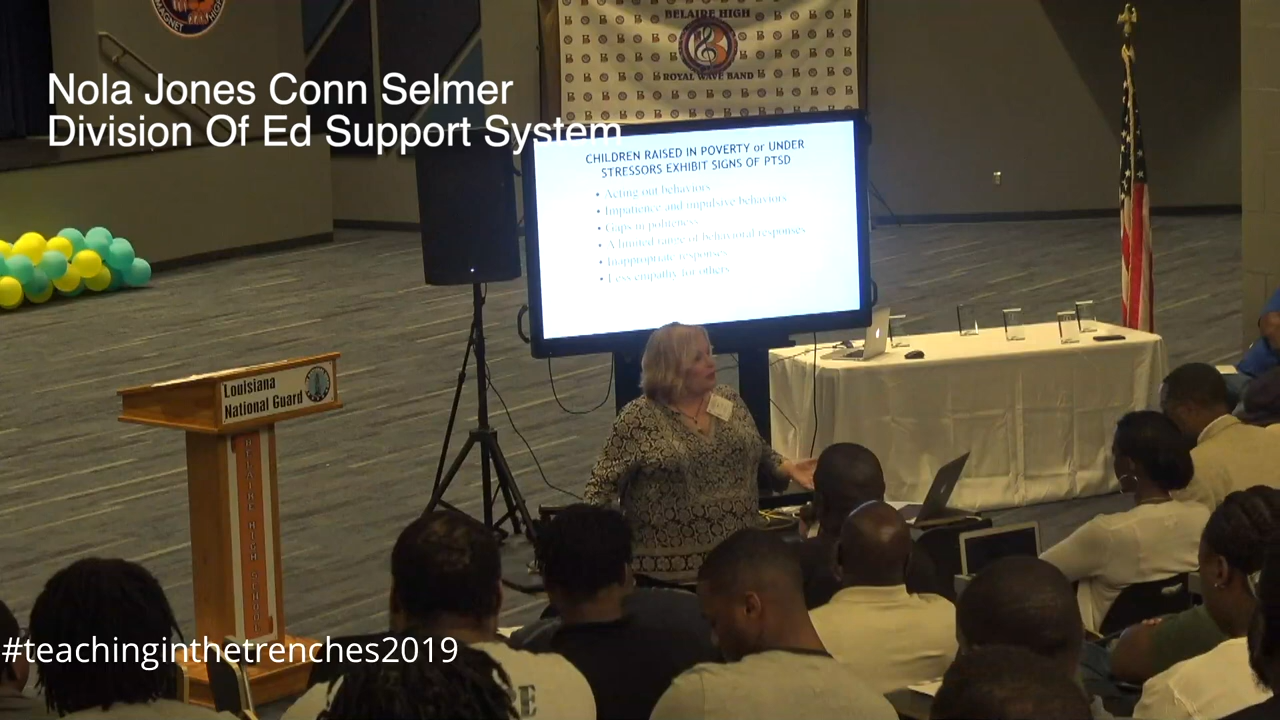 MAGNET HIGH
BELAIRE HIGH
ROYAL WAVE BAND
Nola Jones Conn Selmer
Division Of Ed Support System
CHILDREN RAISED IN POVERTY or UNDER
STRESSORS EXHIBIT SIGNS OF PTSD
• Acting out behaviors
• Impatience and impulsive behaviors
• Gaps in politeness
• A limited range of behavioral responses
• Inappropriate responses
• Less empathy for others
Louisiana
National Guard
BELAIRE HIGH SCHOOL
#teachinginthetrenches2019